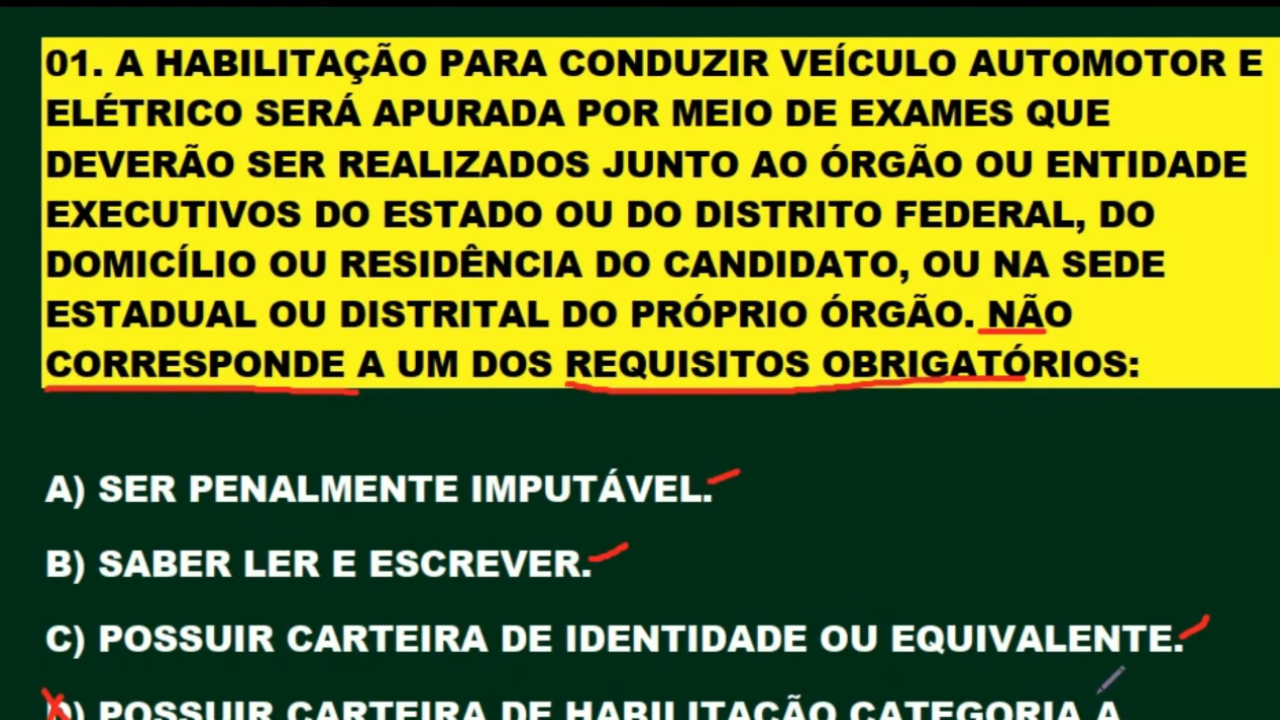 01. A HABILITAÇÃO PARA CONDUZIR VEÍCULO AUTOMOTOR E
ELÉTRICO SERÁ APURADA POR MEIO DE EXAMES QUE
DEVERÃO SER REALIZADOS JUNTO AO ÓRGÃO OU ENTIDADE
EXECUTIVOS DO ESTADO OU DO DISTRITO FEDERAL, DO
DOMICÍLIO OU RESIDÊNCIA DO CANDIDATO, OU NA SEDE
ESTADUAL OU DISTRITAL DO PRÓPRIO ÓRGÃO. NÃO
CORRESPONDE A UM DOS REQUISITOS OBRIGATÓRIOS:
A) SER PENALMENTE IMPUTÁVEL.
B) SABER LER E ESCREVER.
C) POSSUIR CARTEIRA DE IDENTIDADE OU EQUIVALENTE.
D) POSSUIR CARTEIRA DE HABILITAÇÃO CATEGORIA A